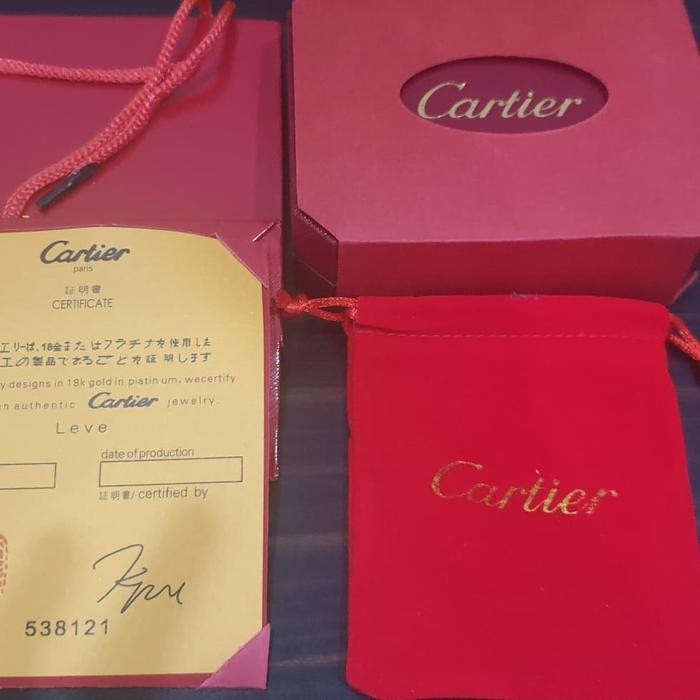 Cartier
Cartier
paris
証明書
CERTIFICATE
エリーは、18金またはプラチナを使用した
工の製品であることを証明します
y designs in 18k gold in platin um, wecertify
n authentic Cartier jewelry.
Leve
date of production
証明書/ certified by
538121
Cartier